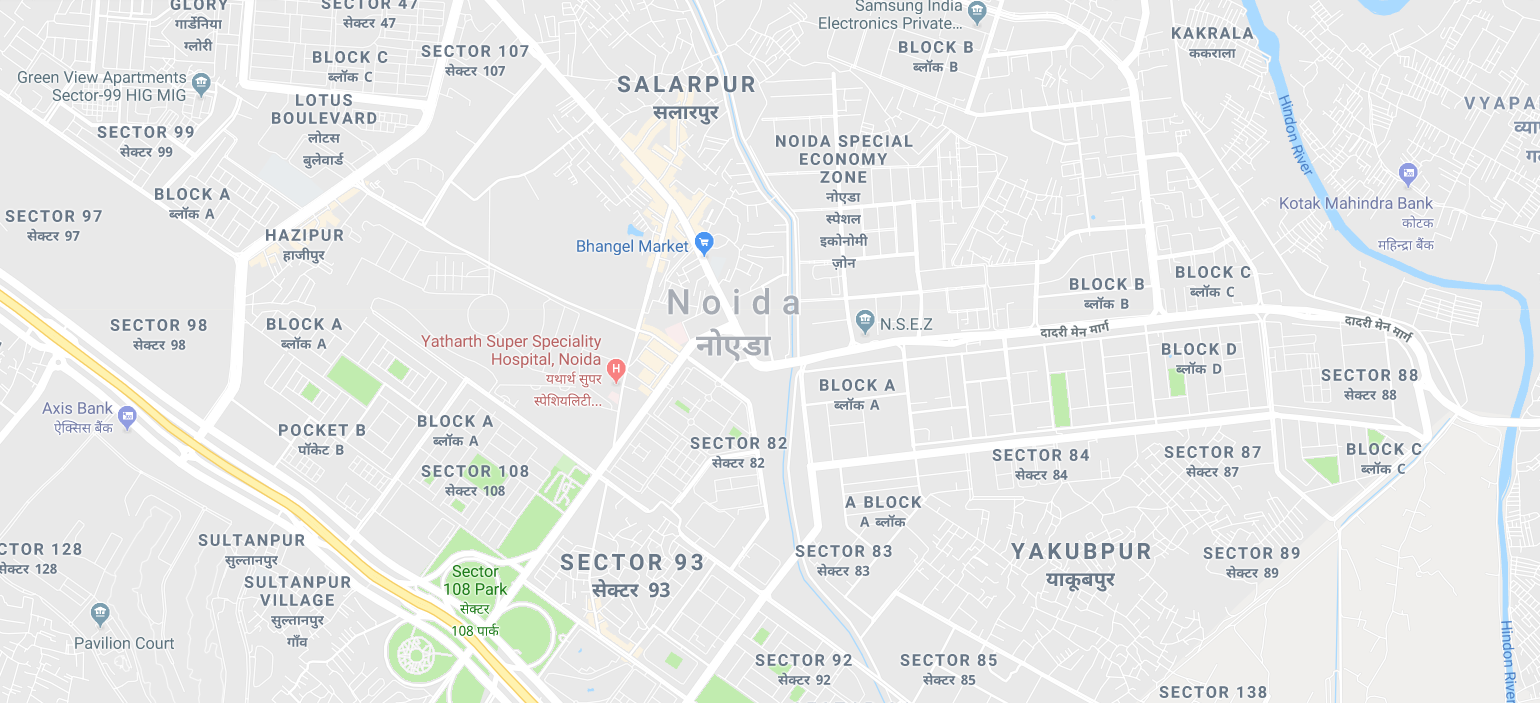 GLORY
गार्डेनिया
ग्लोरी
SECTOR 47
सेक्टर 47
BLOCK C
ब्लॉक C
SECTOR 107
सेक्टर 107
Samsung India
Electronics Private...
BLOCK B
ब्लॉक B
KAKRALA
ककराला
Green View Apartments
Sector-99 HIG MIG
LOTUS
BOULEVARD
लोटस
बुलेवार्ड
SALARPUR
सलारपुर
SECTOR 99
सेक्टर 99
NOIDA SPECIAL
ECONOMY
ZONE
नोएडा
स्पेशल
इकोनोमी
ज़ोन
Hindon River
VYAPA
व्या
BLOCK A
ब्लॉक A
Kotak Mahindra Bank
कोटक
महिन्द्रा बैंक
SECTOR 97
सेक्टर 97
HAZIPUR
हाजीपुर
Bhangel Market
BLOCK B
ब्लॉक B
BLOCK C
ब्लॉक C
Noida
नोएडा
SECTOR 98
सेक्टर 98
BLOCK A
ब्लॉक A
N.S.E.Z
दादरी मेन मार्ग
दादरी मेन मार्ग
Yatharth Super Speciality
Hospital, Noida
यथार्थ सुपर
स्पेशियलिटी...
BLOCK D
ब्लॉक D
BLOCK A
ब्लॉक A
SECTOR 88
सेक्टर 88
Axis Bank
ऐक्सिस बैंक
POCKET B
पॉकेट B
BLOCK A
ब्लॉक A
SECTOR 82
सेक्टर 82
SECTOR 84
सेक्टर 84
SECTOR 87
सेक्टर 87
BLOCK C
ब्लॉक C
SECTOR 108
सेक्टर 108
A BLOCK
A ब्लॉक
SULTANPUR
सुल्तानपुर
CTOR 128
सेक्टर 128
SECTOR 93
सेक्टर 93
SECTOR 83
सेक्टर 83
YAKUBPUR
याकूबपुर
SECTOR 89
सेक्टर 89
SULTANPUR
VILLAGE
सुल्तानपुर
गाँव
Sector
108 Park
सेक्टर
108 पार्क
Pavilion Court
SECTOR 92
सेक्टर 92
SECTOR 85
सेक्टर 85
Hindon River
SECTOR 138